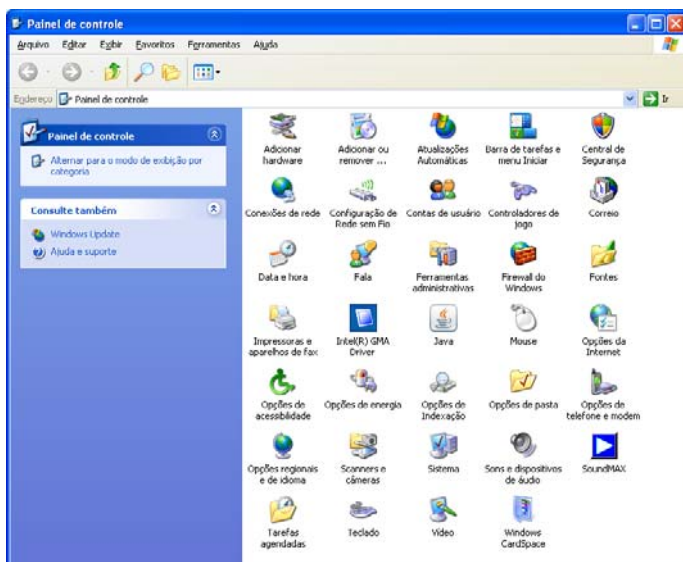 Painel de controle
Arquivo Editar Exibir Favoritos Ferramentas Ajuda
Endereço Painel de controle Ir
Painel de controle
Alternar para o modo de exibição por
categoria
Consulte também
Windows Update
Ajuda e suporte
Adicionar
hardware
Adicionar ou
remover ...
Atualizações
Automáticas
Barra de tarefas e
menu Iniciar
Central de
Segurança
Conexões de rede
Configuração de
Rede sem Fio
Contas de usuário
Controladores de
jogo
Correio
Data e hora
Fala
Ferramentas
administrativas
Firewall do
Windows
Fontes
Impressoras e
aparelhos de fax
Intel(R) GMA
Driver
Java
Mouse
Opções da
Internet
Opções de
acessibilidade
Opções de energia
Opções de
Indexação
Opções de pasta
Opções de
telefone e modem
Opções regionais
e de idioma
Scanners e
câmeras
Sistema
Sons e dispositivos
de áudio
SoundMAX
Tarefas
agendadas
Teclado
Vídeo
Windows
CardSpace